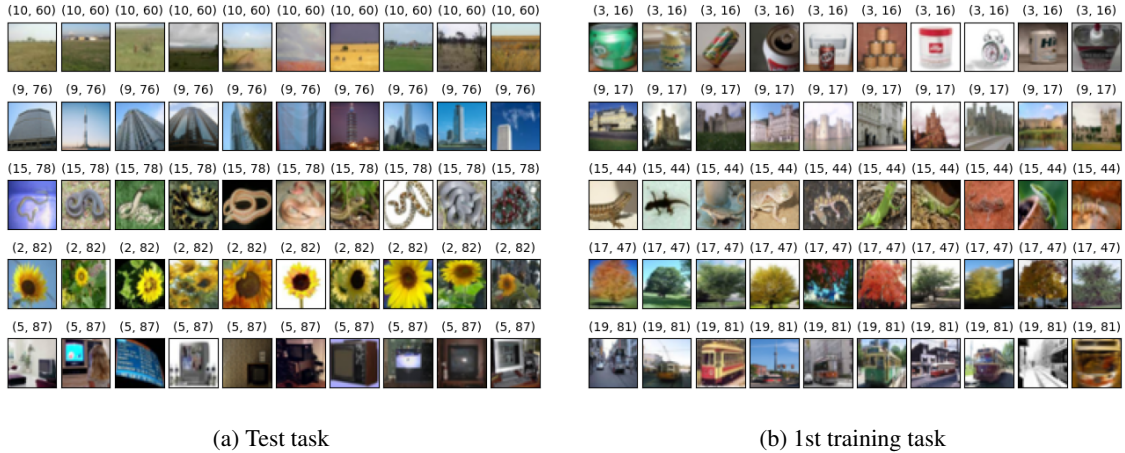 (10, 60) (10, 60) (10, 60) (10, 60) (10, 60) (10, 60) (10, 60) (10, 60) (10, 60) (10, 60)
(9, 76) (9, 76) (9, 76) (9, 76) (9, 76) (9, 76) (9, 76) (9, 76) (9, 76) (9, 76)
(15, 78) (15, 78) (15, 78) (15, 78) (15, 78) (15, 78) (15, 78) (15, 78) (15, 78) (15, 78)
(2, 82) (2, 82) (2, 82) (2, 82) (2, 82) (2, 82) (2, 82) (2, 82) (2, 82) (2, 82)
(5, 87) (5, 87) (5, 87) (5, 87) (5, 87) (5, 87) (5, 87) (5, 87) (5, 87) (5, 87)
(a) Test task
(3, 16) (3, 16) (3, 16) (3, 16) (3, 16) (3, 16) (3, 16) (3, 16) (3, 16) (3, 16)
(9, 17) (9, 17) (9, 17) (9, 17) (9, 17) (9, 17) (9, 17) (9, 17) (9, 17) (9, 17)
(15, 44) (15, 44) (15, 44) (15, 44) (15, 44) (15, 44) (15, 44) (15, 44) (15, 44) (15, 44)
(17, 47) (17, 47) (17, 47) (17, 47) (17, 47) (17, 47) (17, 47) (17, 47) (17, 47) (17, 47)
(19, 81) (19, 81) (19, 81) (19, 81) (19, 81) (19, 81) (19, 81) (19, 81) (19, 81) (19, 81)
(b) 1st training task